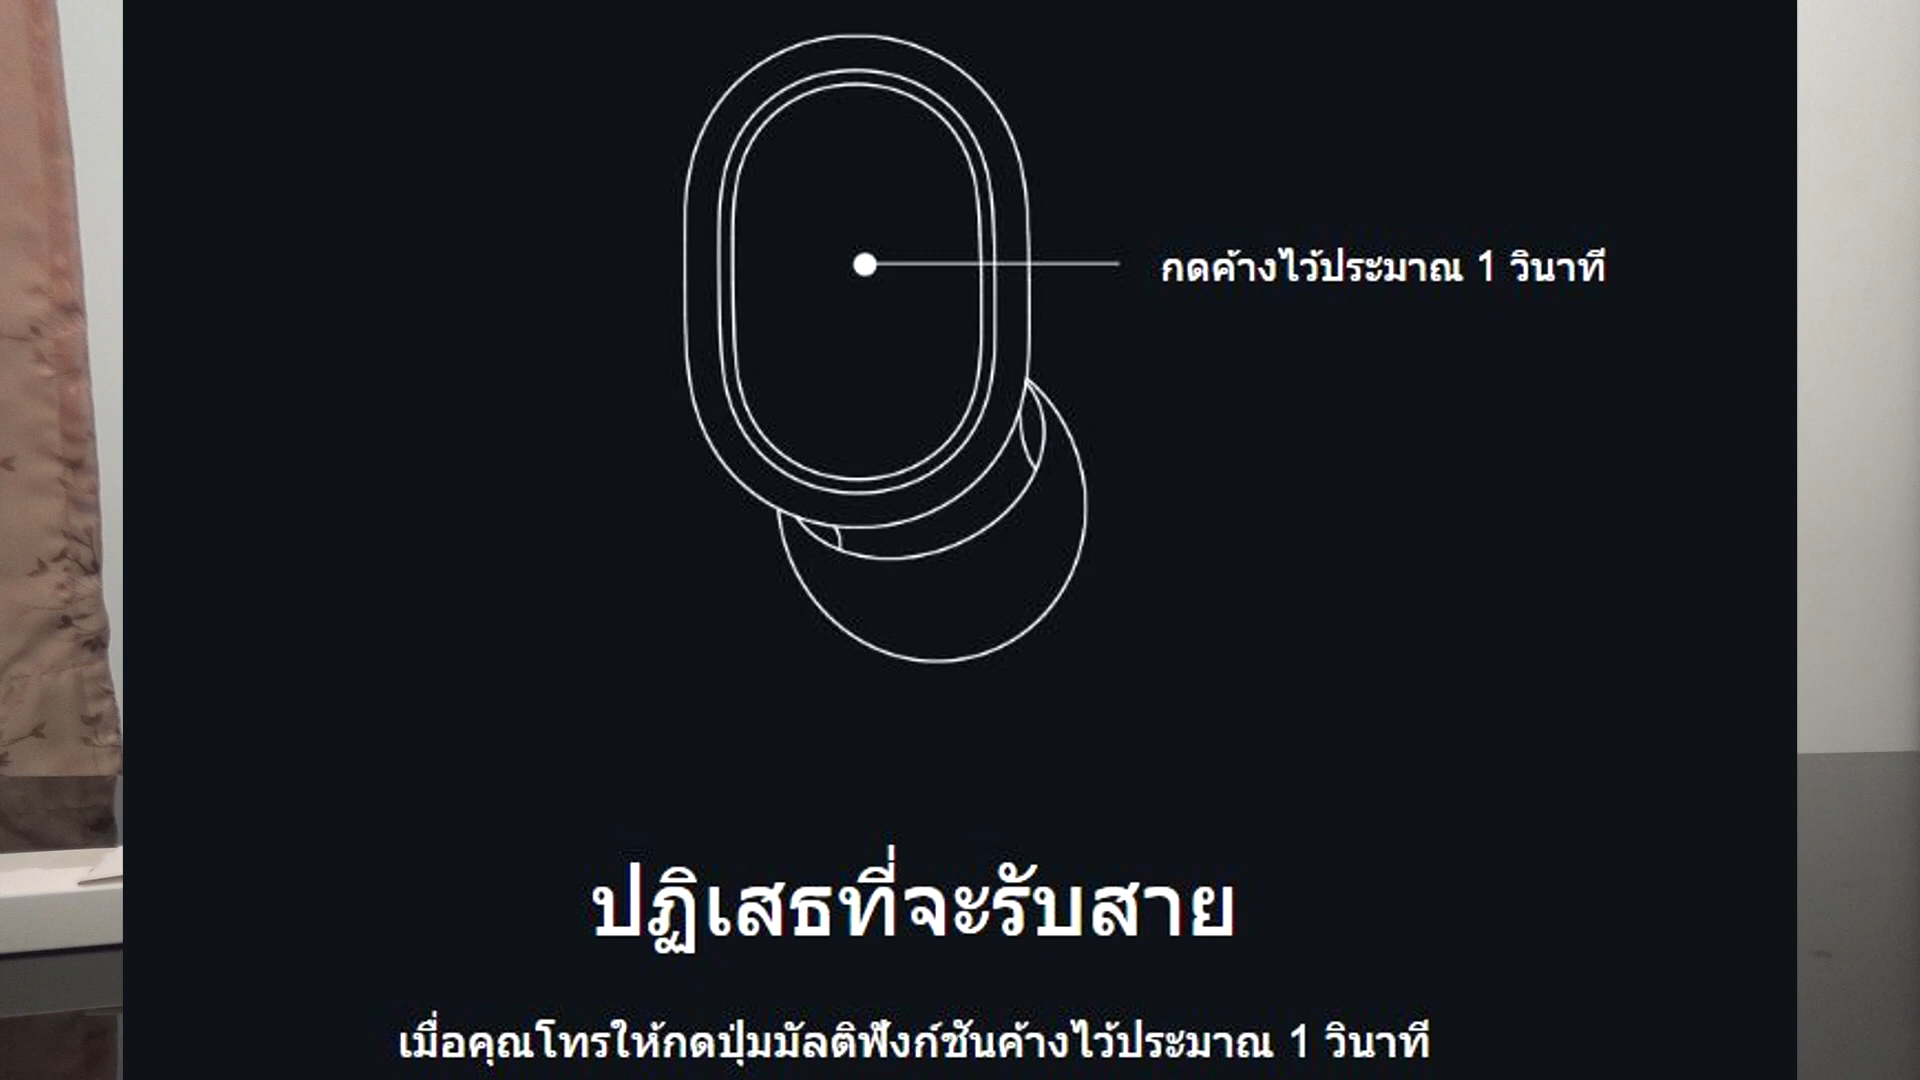 กดค้างไว้ประมาณ 1 วินาที
ปฏิเสธที่จะรับสาย
เมื่อคุณโทรให้กดปุ่มมัลติฟังก์ชันค้างไว้ประมาณ 1 วินาที